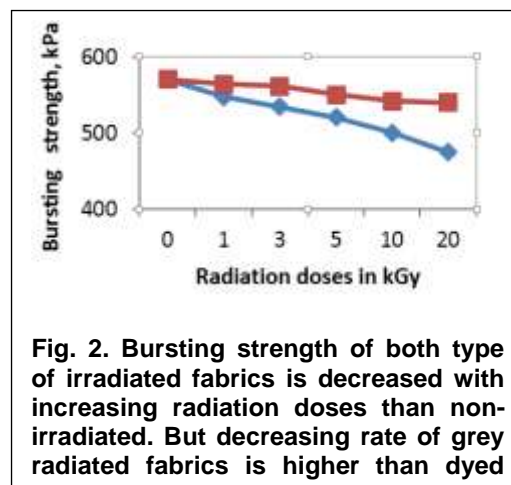 600
500
400
Bursting strength, kPa
0 1 3 5 10 20
Radiation doses in kGy
Fig. 2. Bursting strength of both type
of irradiated fabrics is decreased with
increasing radiation doses than non-
irradiated. But decreasing rate of grey
radiated fabrics is higher than dyed